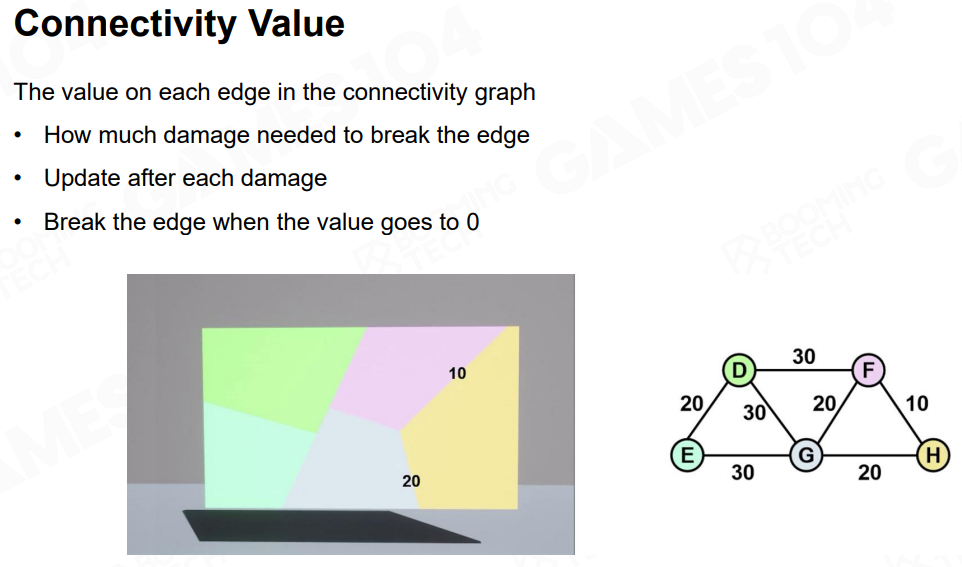 Connectivity Value
The value on each edge in the connectivity graph
• How much damage needed to break the edge
• Update after each damage
• Break the edge when the value goes to 0
10
20
30
D
F
20
30
20
10
E
G
H
30
20
GAMES104
BOOMING
TECH